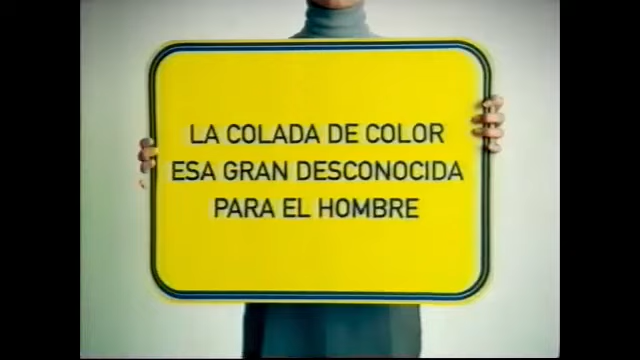 LA COLADA DE COLOR
ESA GRAN DESCONOCIDA
PARA EL HOMBRE